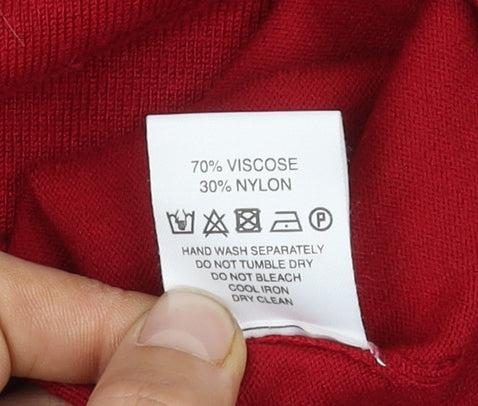 70% VISCOSE
30% NYLON
P
HAND WASH SEPARATELY
DO NOT TUMBLE DRY
DO NOT BLEACH
COOL IRON
DRY CLEAN